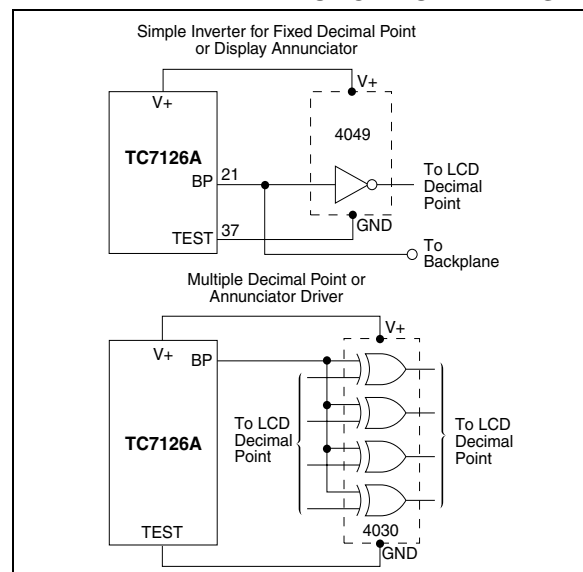 Simple Inverter for Fixed Decimal Point
or Display Annunciator
V+
V+
4049
TC7126A
BP
21
To LCD
Decimal
Point
TEST
37
GND
To
Backplane
Multiple Decimal Point or
Annunciator Driver
V+
V+
BP
TC7126A
To LCD
Decimal
Point
To LCD
Decimal
Point
TEST
4030
GND